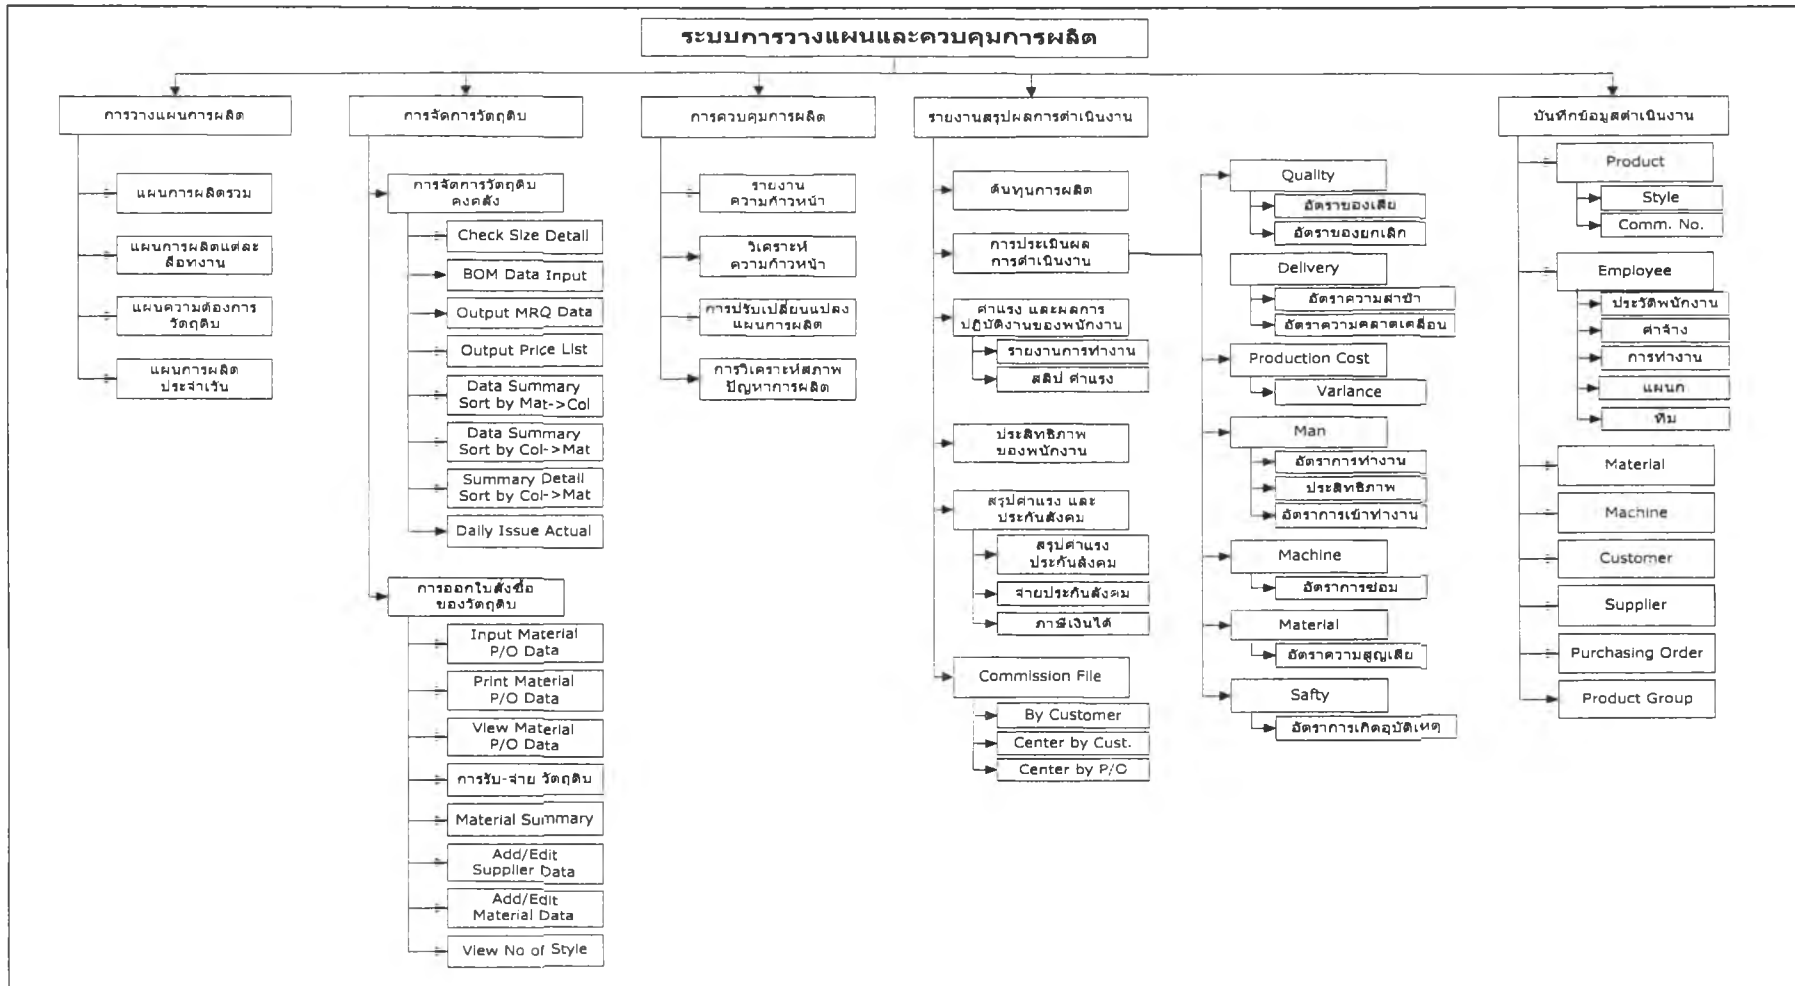 ระบบการวางแผนและควบคุมการผลิต
การวางแผนการผลิต
แผนการผลิตรวม
แผนการผลิตแต่ละ
ล็อทงาน
แผนความต้องการ
วัตถุดิบ
แผนการผลิต
ประจำวัน
การจัดการวัตถุดิบ
การจัดการวัตถุดิบ
คงคลัง
Check Size Detail
BOM Data Input
Output MRQ Data
Output Price List
Data Summary
Sort by Mat->Col
Data Summary
Sort by Col->Mat
Summary Detail
Sort by Col->Mat
Daily Issue Actual
การออกใบสั่งซื้อ
ของวัตถุดิบ
Input Material
P/O Data
Print Material
P/O Data
View Material
P/O Data
การรับ-จ่าย วัตถุดิบ
Material Summary
Add/Edit
Supplier Data
Add/Edit
Material Data
View No of Style
การควบคุมการผลิต
รายงาน
ความก้าวหน้า
วิเคราะห์
ความก้าวหน้า
การปรับเปลี่ยนแปลง
แผนการผลิต
การวิเคราะห์สภาพ
ปัญหาการผลิต
รายงานสรุปผลการดำเนินงาน
ต้นทุนการผลิต
การประเมินผล
การดำเนินงาน
ค่าแรง และผลการ
ปฏิบัติงานของพนักงาน
รายงานการทำงาน
สลิป ค่าแรง
ประสิทธิภาพ
ของพนักงาน
สรุปค่าแรง และ
ประกันสังคม
สรุปค่าแรง
ประกันสังคม
จ่ายประกันสังคม
ภาษีเงินได้
Commission File
By Customer
Center by Cust.
Center by P/O
Quality
อัตราของเสีย
อัตราของยกเลิก
Delivery
อัตราความล่าช้า
อัตราความคลาดเคลื่อน
Production Cost
Variance
Man
อัตราการทำงาน
ประสิทธิภาพ
อัตราการเข้าทำงาน
Machine
อัตราการซ่อม
Material
อัตราความสูญเสีย
Safty
อัตราการเกิดอุบัติเหตุ
บันทึกข้อมูลดำเนินงาน
Product
Style
Comm. No.
Employee
ประวัติพนักงาน
ค่าจ้าง
การทำงาน
แผนก
ทีม
Material
Machine
Customer
Supplier
Purchasing Order
Product Group